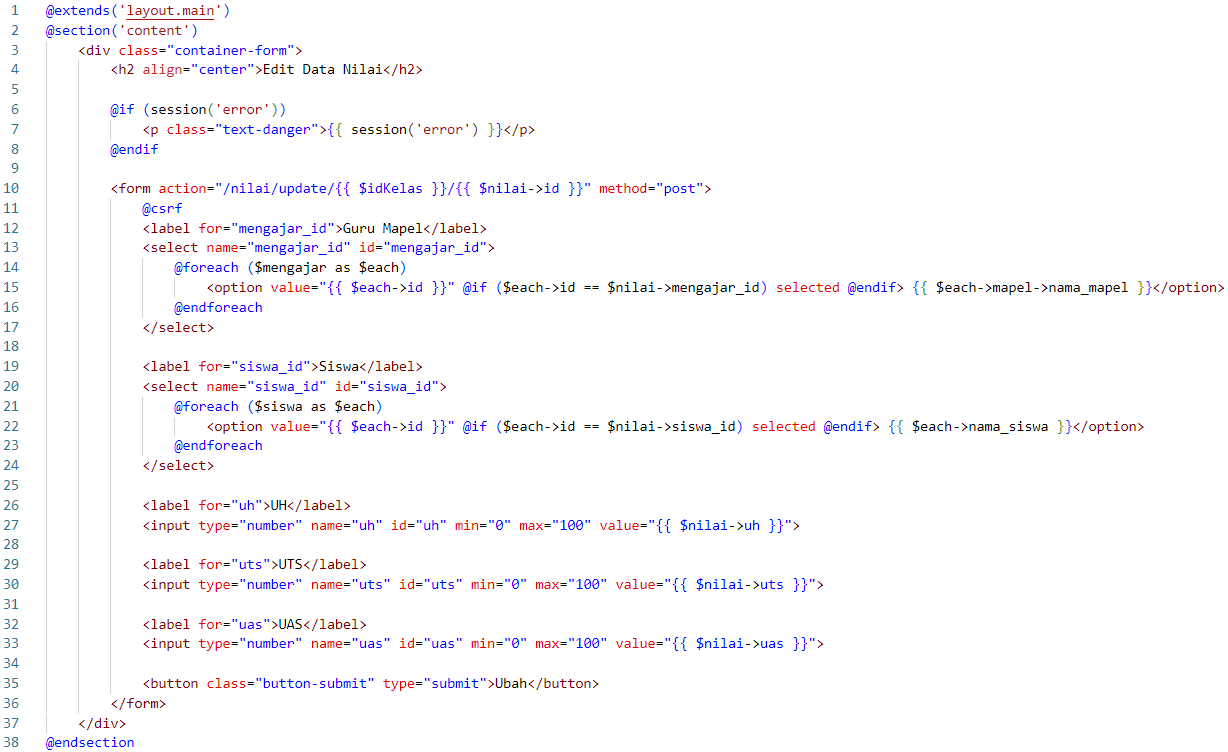 1 @extends('layout.main')
2 @section('content')
3     <div class="container-form">
4         <h2 align="center">Edit Data Nilai</h2>
5
6         @if (session('error'))
7             <p class="text-danger">{{ session('error') }}</p>
8         @endif
9
10         <form action="/nilai/update/{{ $idKelas }}/{{ $nilai->id }}" method="post">
11             @csrf
12             <label for="mengajar_id">Guru Mapel</label>
13             <select name="mengajar_id" id="mengajar_id">
14                 @foreach ($mengajar as $each)
15                     <option value="{{ $each->id }}" @if ($each->id == $nilai->mengajar_id) selected @endif> {{ $each->mapel->nama_mapel }}</option>
16                 @endforeach
17             </select>
18
19             <label for="siswa_id">Siswa</label>
20             <select name="siswa_id" id="siswa_id">
21                 @foreach ($siswa as $each)
22                     <option value="{{ $each->id }}" @if ($each->id == $nilai->siswa_id) selected @endif> {{ $each->nama_siswa }}</option>
23                 @endforeach
24             </select>
25
26             <label for="uh">UH</label>
27             <input type="number" name="uh" id="uh" min="0" max="100" value="{{ $nilai->uh }}">
28
29             <label for="uts">UTS</label>
30             <input type="number" name="uts" id="uts" min="0" max="100" value="{{ $nilai->uts }}">
31
32             <label for="uas">UAS</label>
33             <input type="number" name="uas" id="uas" min="0" max="100" value="{{ $nilai->uas }}">
34
35             <button class="button-submit" type="submit">Ubah</button>
36         </form>
37     </div>
38 @endsection